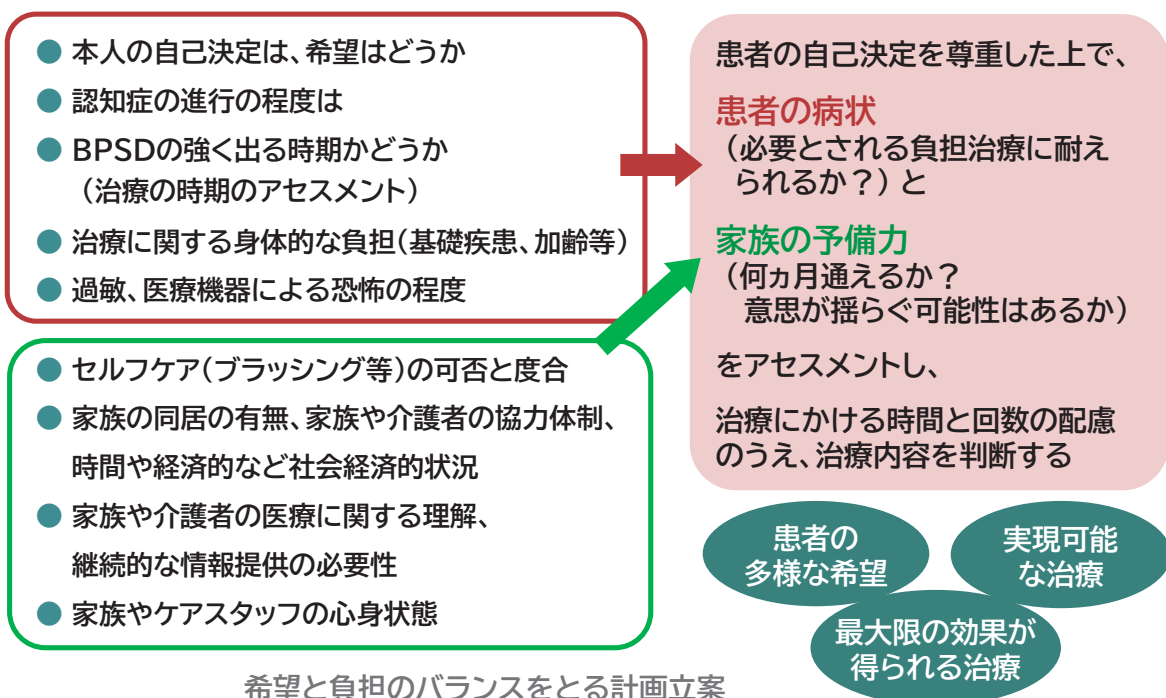 ● 本人の自己決定は、希望はどうか
● 認知症の進行の程度は
● BPSDの強く出る時期かどうか
（治療の時期のアセスメント）
● 治療に関する身体的な負担（基礎疾患、加齢等）
● 過敏、医療機器による恐怖の程度
● セルフケア（ブラッシング等）の可否と度合
● 家族の同居の有無、家族や介護者の協力体制、
時間や経済的など社会経済的状況
● 家族や介護者の医療に関する理解、
継続的な情報提供の必要性
● 家族やケアスタッフの心身状態
患者の自己決定を尊重した上で、
患者の病状
（必要とされる負担治療に耐え
られるか？）と
家族の予備力
（何ヵ月通えるか？
意思が揺らぐ可能性はあるか）
をアセスメントし、
治療にかける時間と回数の配慮
のうえ、治療内容を判断する
患者の
多様な希望
実現可能
な治療
最大限の効果が
得られる治療
希望と負担のバランスをとる計画立案